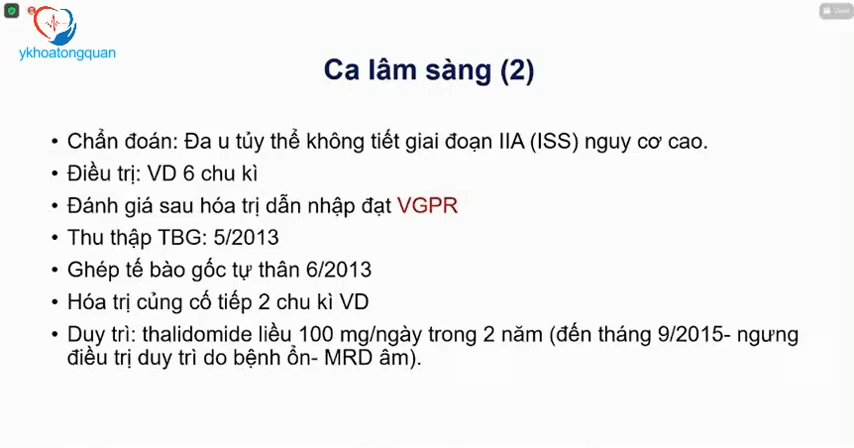 ykhoatongquan
View
Ca lâm sàng (2)
• Chẩn đoán: Đa u tủy thể không tiết giai đoạn IIA (ISS) nguy cơ cao.
• Điều trị: VD 6 chu kì
• Đánh giá sau hóa trị dẫn nhập đạt VGPR
• Thu thập TBG: 5/2013
• Ghép tế bào gốc tự thân 6/2013
• Hóa trị củng cố tiếp 2 chu kì VD
• Duy trì: thalidomide liều 100 mg/ngày trong 2 năm (đến tháng 9/2015- ngưng
điều trị duy trì do bệnh ổn- MRD âm).